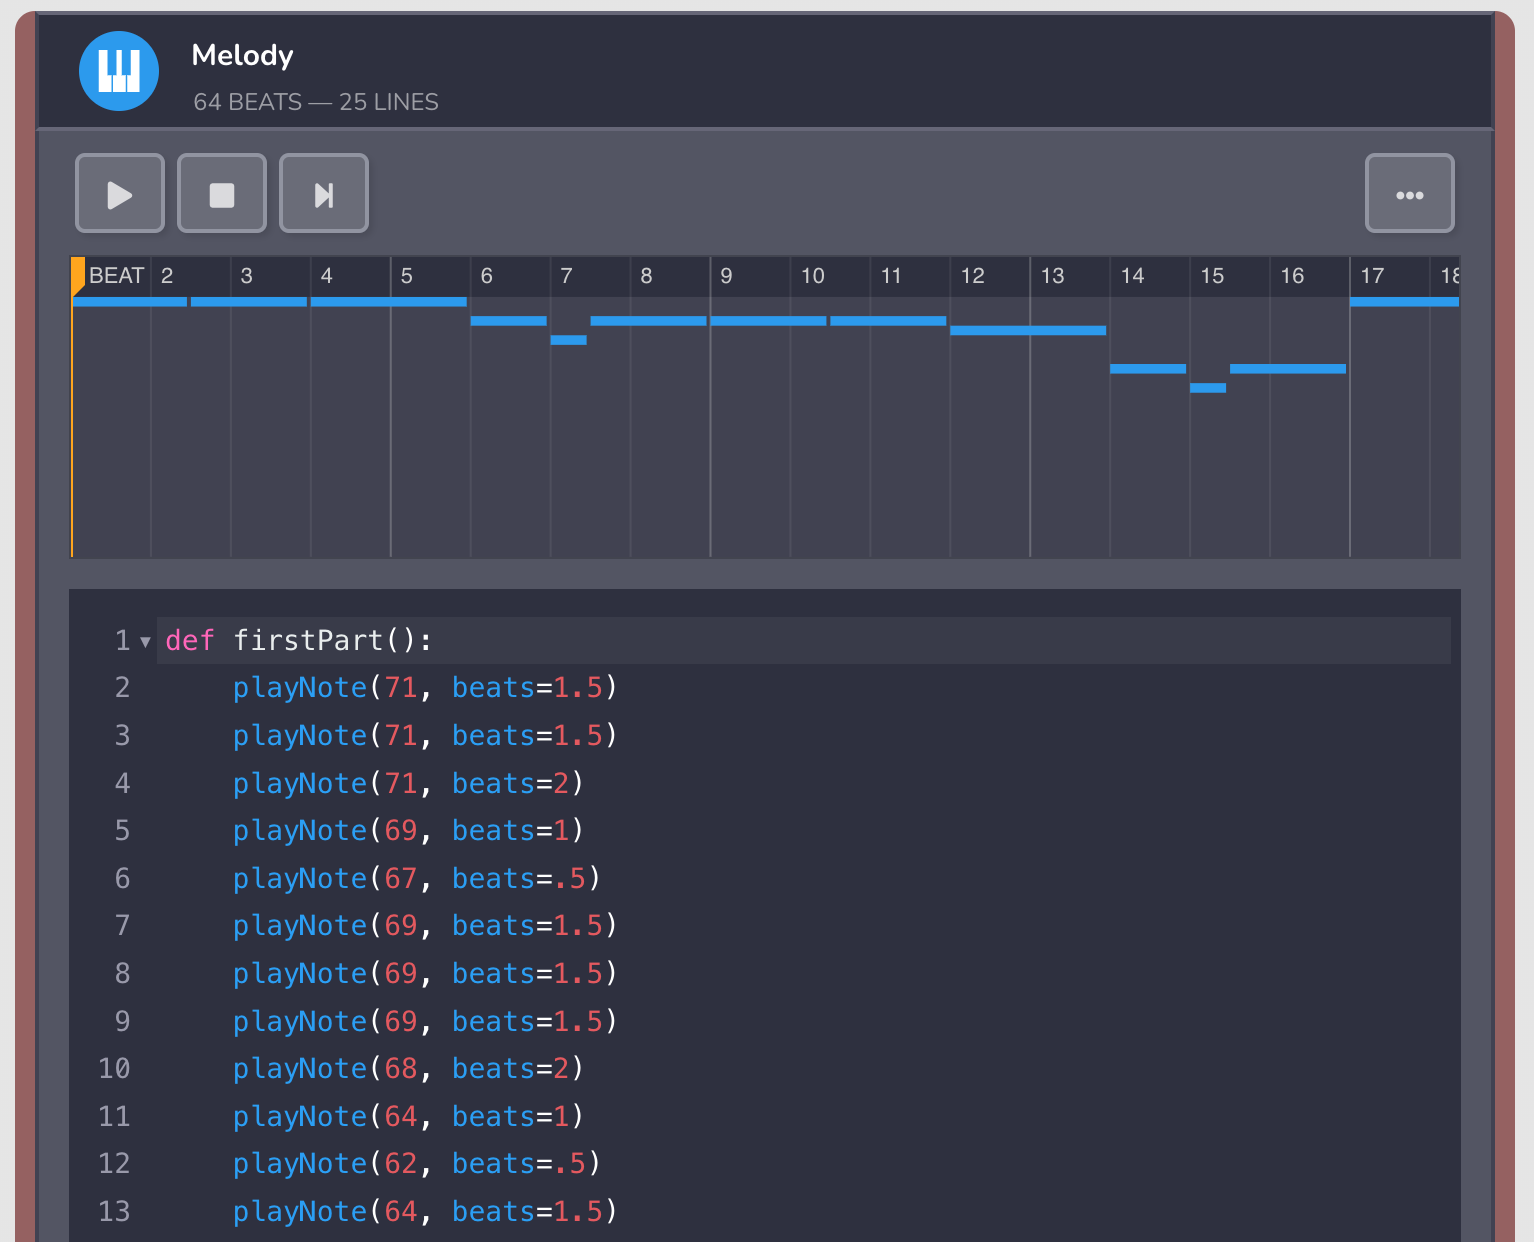 Melody
64 BEATS — 25 LINES
BEAT 2 3 4 5 6 7 8 9 10 11 12 13 14 15 16 17 18
1 def firstPart():
2 playNote(71, beats=1.5)
3 playNote(71, beats=1.5)
4 playNote(71, beats=2)
5 playNote(69, beats=1)
6 playNote(67, beats=.5)
7 playNote(69, beats=1.5)
8 playNote(69, beats=1.5)
9 playNote(69, beats=1.5)
10 playNote(68, beats=2)
11 playNote(64, beats=1)
12 playNote(62, beats=.5)
13 playNote(64, beats=1.5)